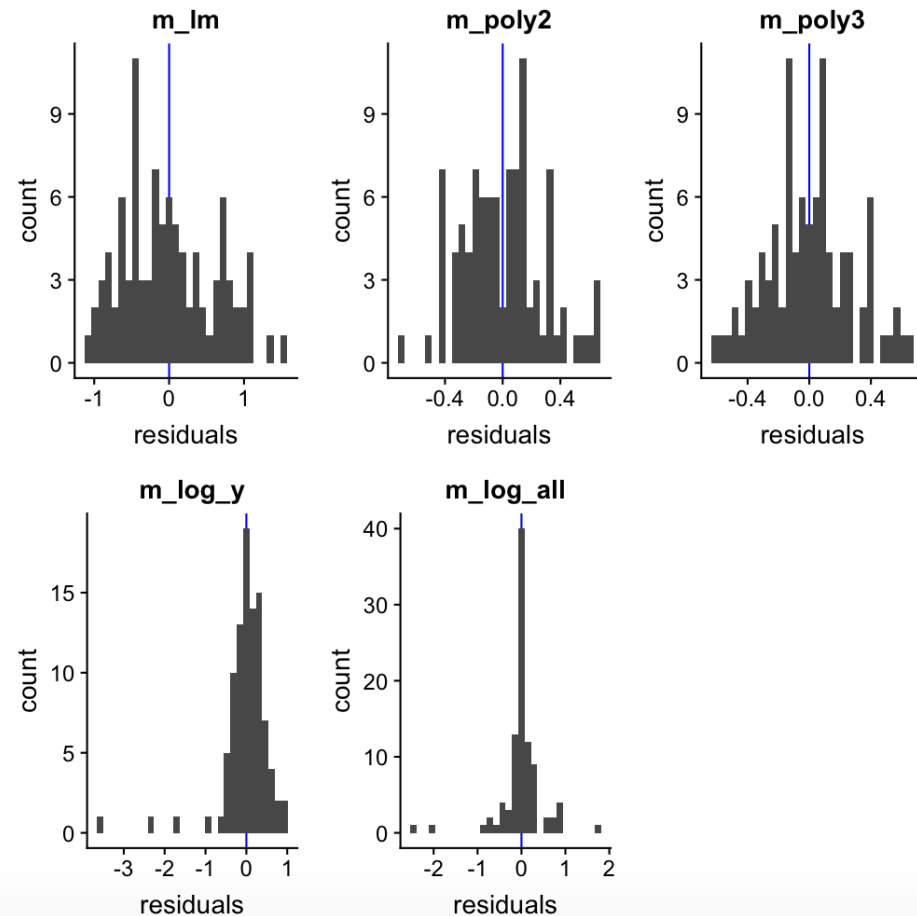 m_lm m_poly2 m_poly3
9 9 9
6 6 6
3 3 3
0 0 0
count count count
-1 0 1 -0.4 0.0 0.4 -0.4 0.0 0.4
residuals residuals residuals
m_log_y m_log_all
15 40
10 30
5 20
0 10
0
count count
-3 -2 -1 0 1 -2 -1 0 1 2
residuals residuals